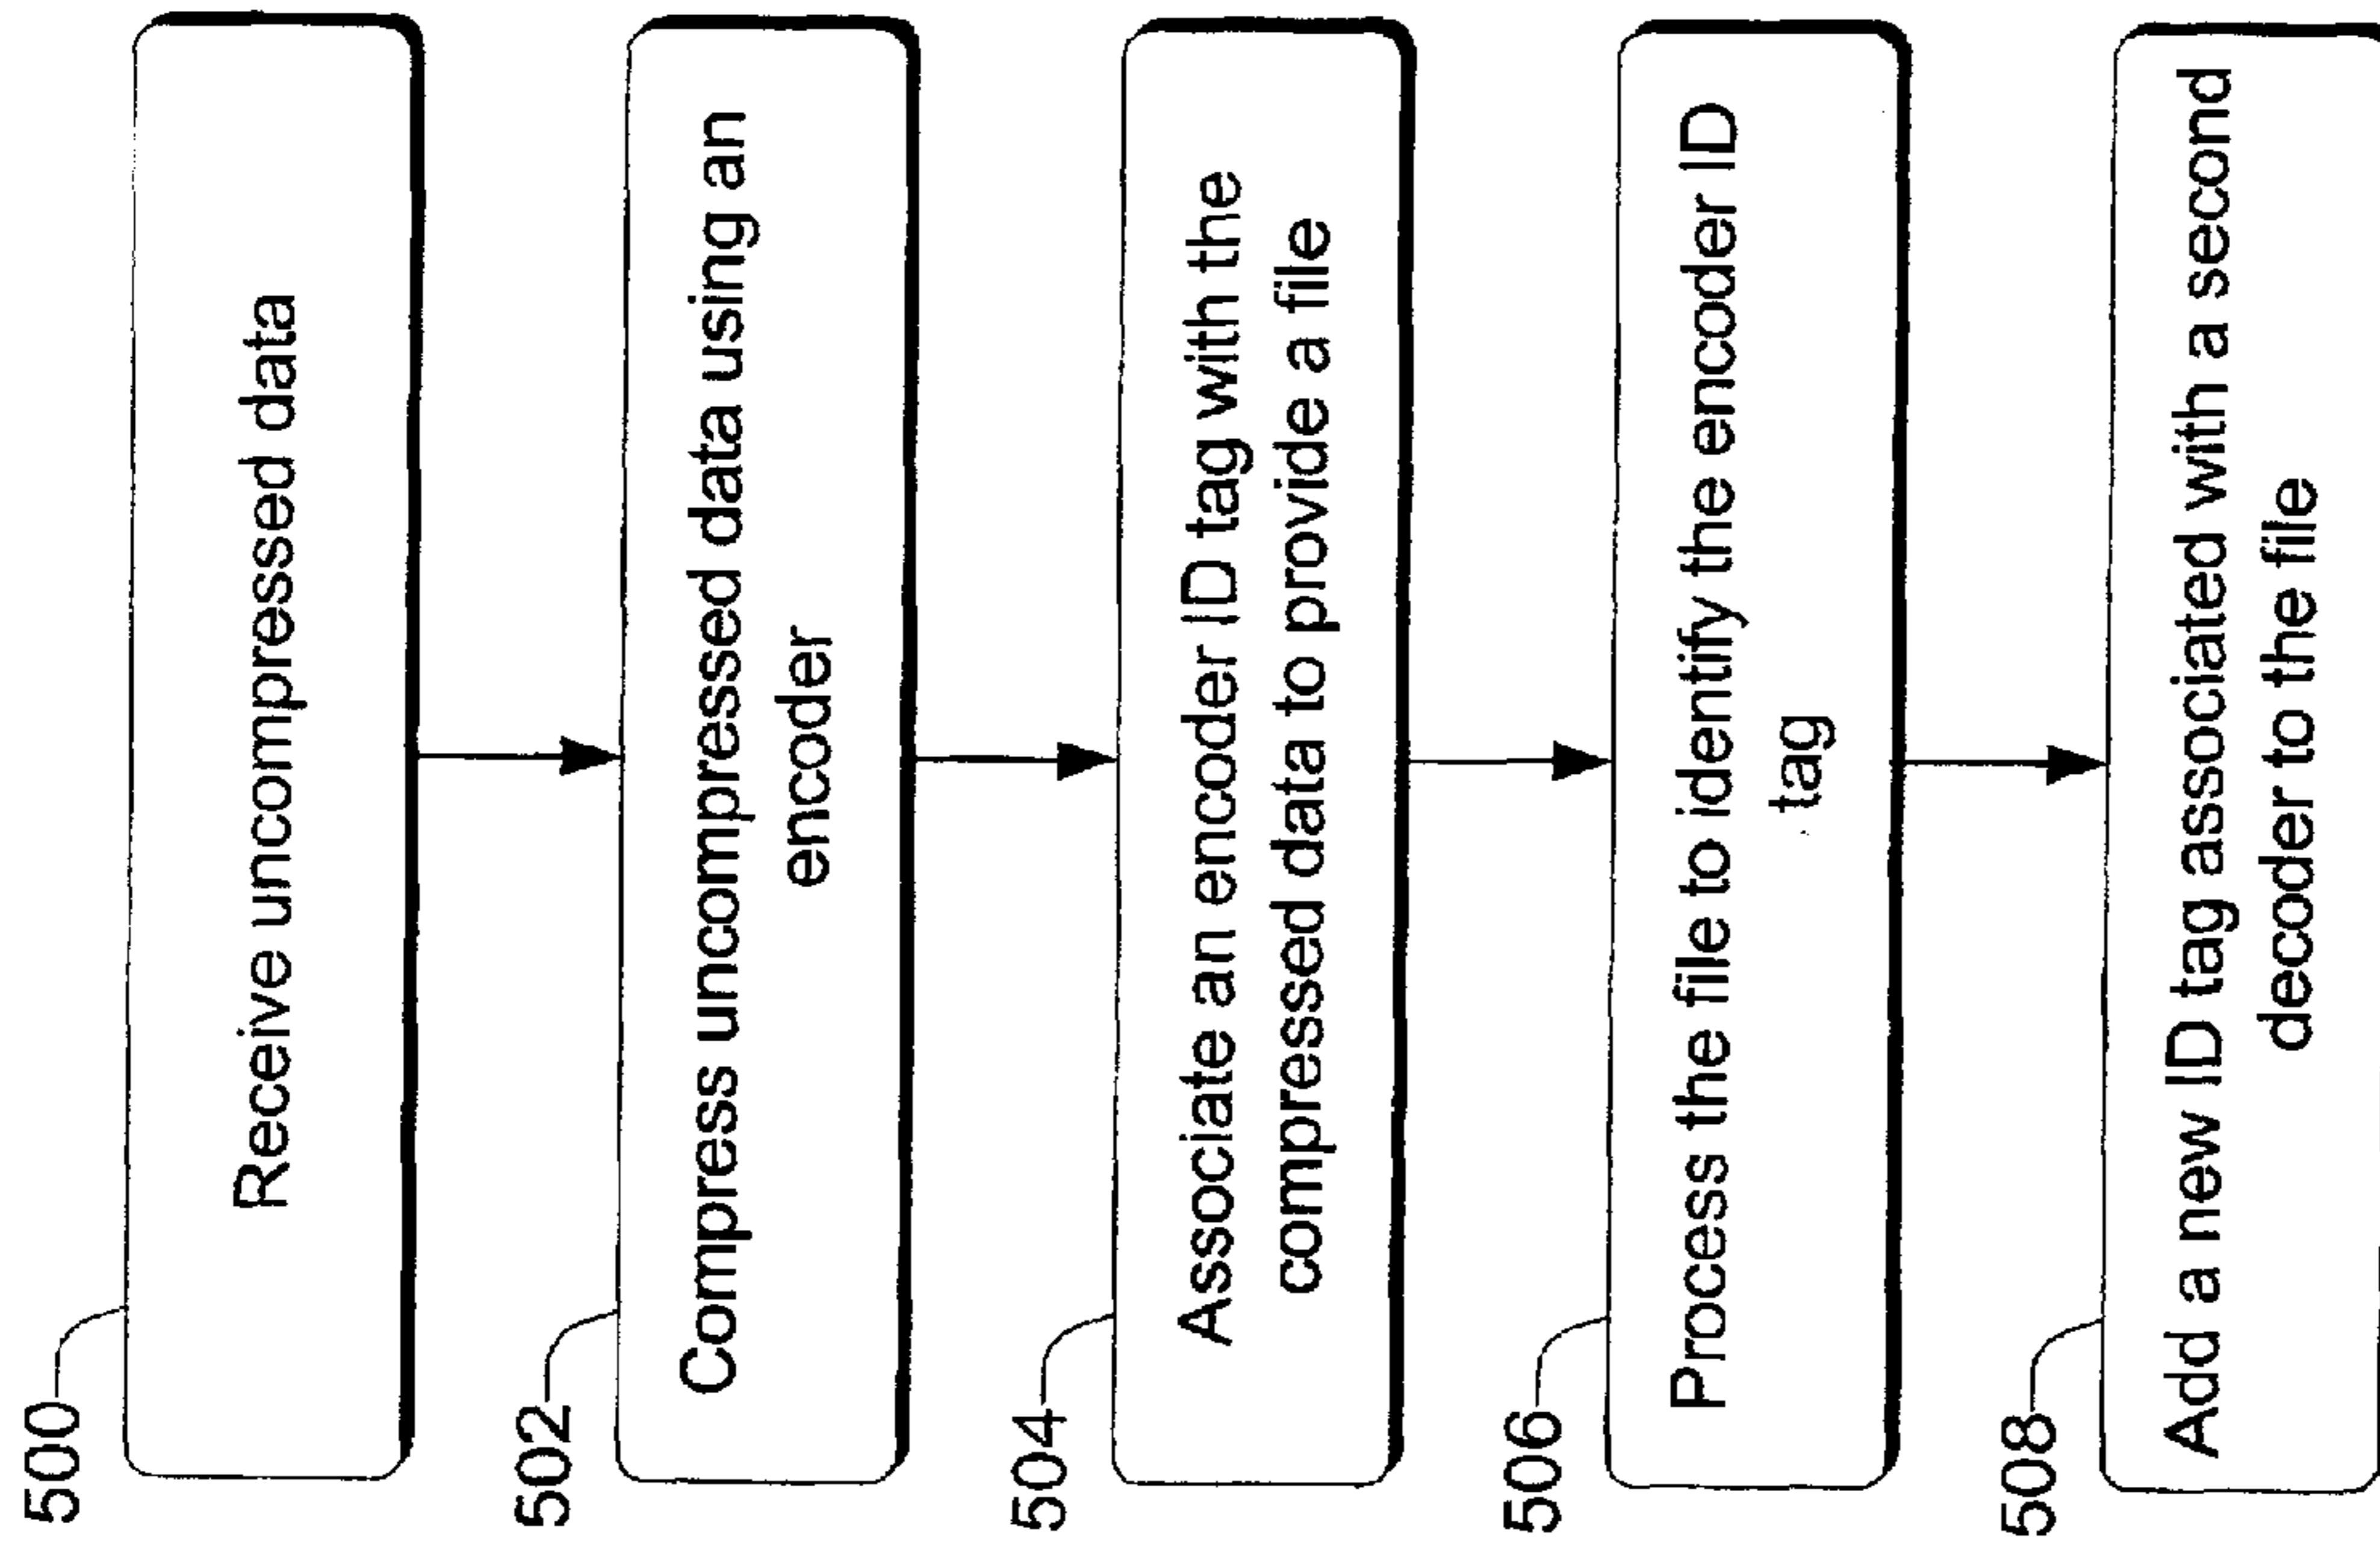 500
Receive uncompressed data
502
Compress uncompressed data using an
encoder
504
Associate an encoder ID tag with the
compressed data to provide a file
506
Process the file to identify the encoder ID
tag
508
Add a new ID tag associated with a second
decoder to the file